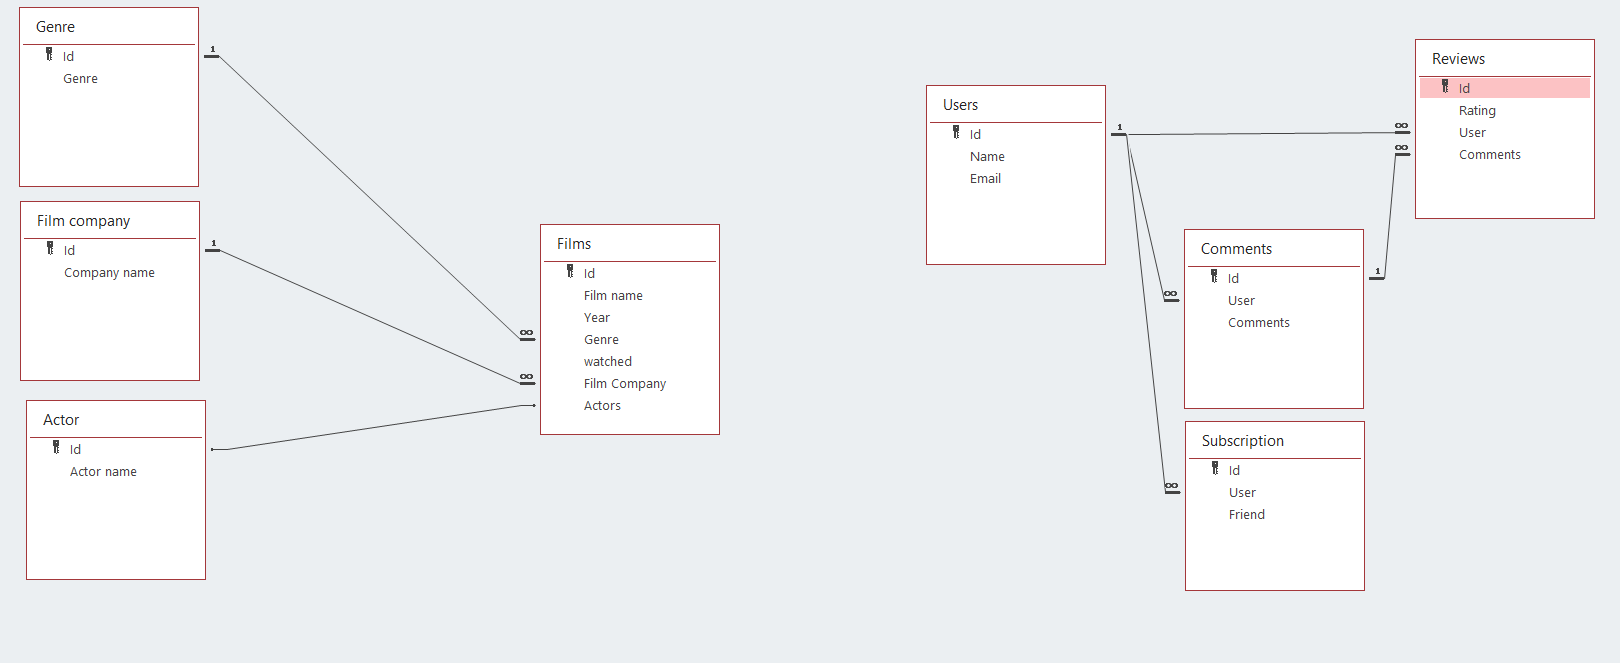 Genre
1
Id
Genre
Film company
1
Id
Company name
Actor
Id
Actor name
Films
Id
Film name
Year
∞
Genre
watched
∞
Film Company
Actors
Users
1
Id
Name
Email
Reviews
Id
Rating
∞
User
∞
Comments
Comments
1
Id
∞
User
Comments
Subscription
Id
∞
User
Friend